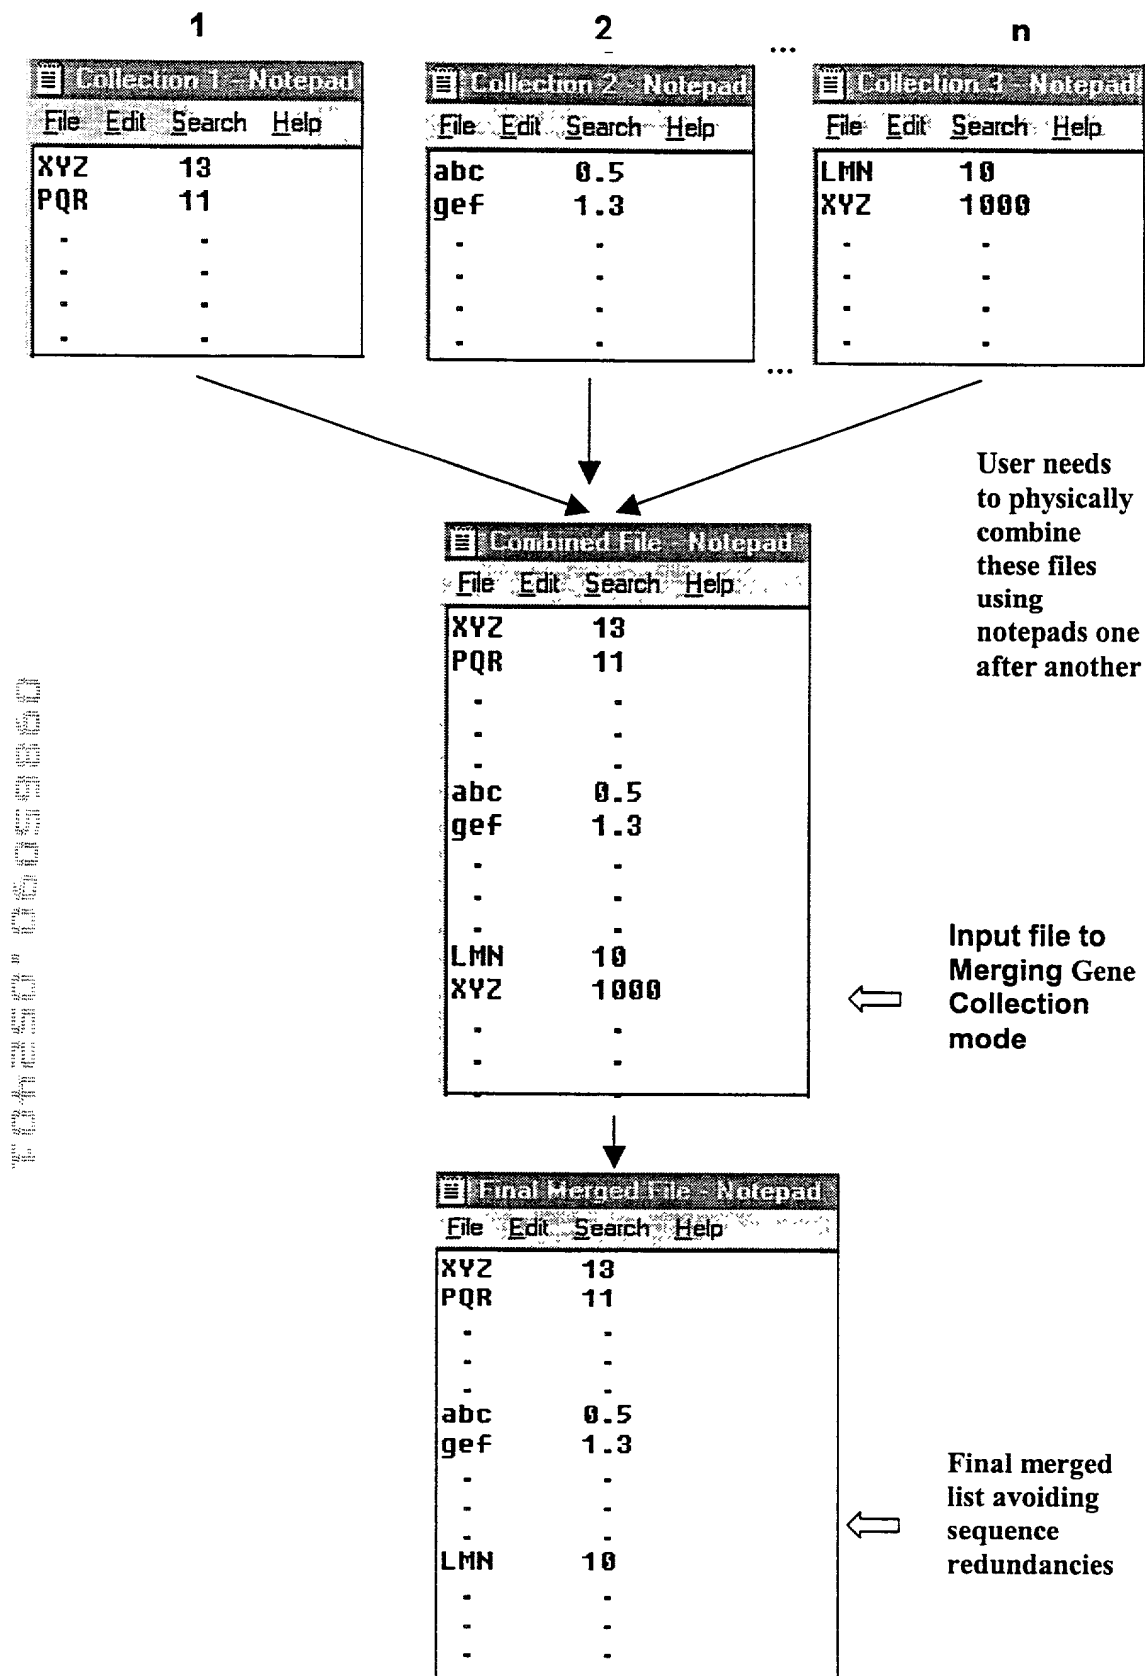 1
2
...
n
Collection 1 - Notepad
File Edit Search Help
XYZ 13
PQR 11
- -
- -
- -
- -
Collection 2 - Notepad
File Edit Search Help
abc 0.5
gef 1.3
- -
- -
- -
- -
...
Collection 3 - Notepad
File Edit Search Help
LMN 10
XYZ 1000
- -
- -
- -
- -
User needs
to physically
combine
these files
using
notepads one
after another
Combined File - Notepad
File Edit Search Help
XYZ 13
PQR 11
- -
- -
- -
abc 0.5
gef 1.3
- -
- -
- -
LMN 10
XYZ 1000
- -
- -
- -
Input file to
Merging Gene
Collection
mode
Final Merged File - Notepad
File Edit Search Help
XYZ 13
PQR 11
- -
- -
- -
abc 0.5
gef 1.3
- -
- -
- -
LMN 10
- -
- -
- -
Final merged
list avoiding
sequence
redundancies